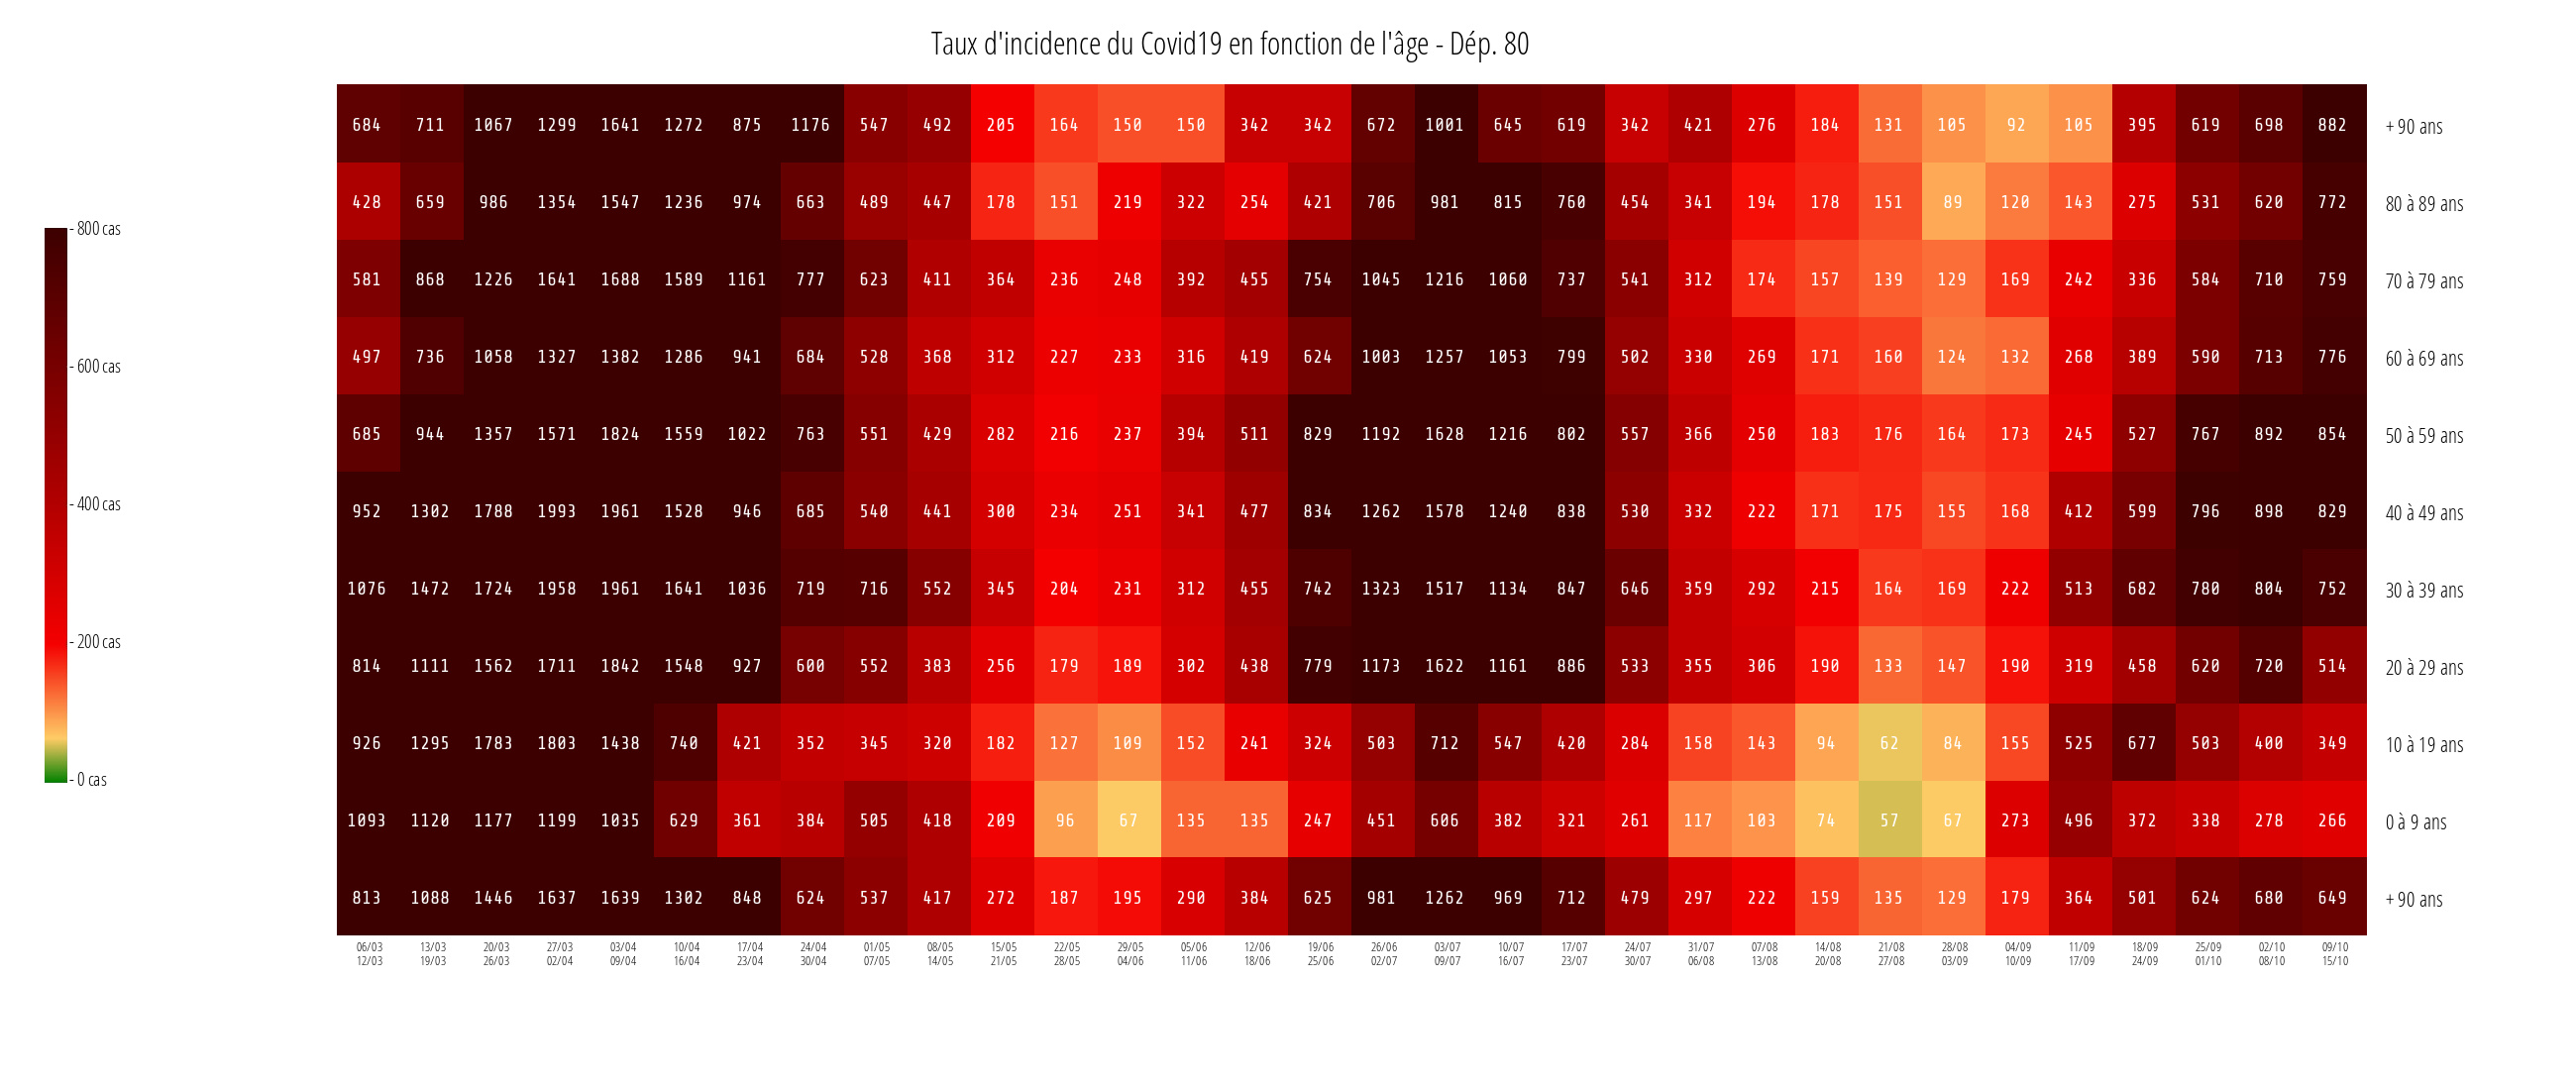 Taux d'incidence du Covid19 en fonction de l'âge - Dép. 80
- 800 cas
- 600 cas
- 400 cas
- 200 cas
- 0 cas
684 711 1067 1299 1641 1272 875 1176 547 492 205 164 150 150 342 342 672 1001 645 619 342 421 276 184 131 105 92 105 395 619 698 882 + 90 ans
428 659 986 1354 1547 1236 974 663 489 447 178 151 219 322 254 421 706 981 815 760 454 341 194 178 151 89 120 143 275 531 620 772 80 à 89 ans
581 868 1226 1641 1688 1589 1161 777 623 411 364 236 248 392 455 754 1045 1216 1060 737 541 312 174 157 139 129 169 242 336 584 710 759 70 à 79 ans
497 736 1058 1327 1382 1286 941 684 528 368 312 227 233 316 419 624 1003 1257 1053 799 502 330 269 171 160 124 132 268 389 590 713 776 60 à 69 ans
685 944 1357 1571 1824 1559 1022 763 551 429 282 216 237 394 511 829 1192 1628 1216 802 557 366 250 183 176 164 173 245 527 767 892 854 50 à 59 ans
952 1302 1788 1993 1961 1528 946 685 540 441 300 234 251 341 477 834 1262 1578 1240 838 530 332 222 171 175 155 168 412 599 796 898 829 40 à 49 ans
1076 1472 1724 1958 1961 1641 1036 719 716 552 345 204 231 312 455 742 1323 1517 1134 847 646 359 292 215 164 169 222 513 682 780 804 752 30 à 39 ans
814 1111 1562 1711 1842 1548 927 600 552 383 256 179 189 302 438 779 1173 1622 1161 886 533 355 306 190 133 147 190 319 458 620 720 514 20 à 29 ans
926 1295 1783 1803 1438 740 421 352 345 320 182 127 109 152 241 324 503 712 547 420 284 158 143 94 62 84 155 525 677 503 400 349 10 à 19 ans
1093 1120 1177 1199 1035 629 361 384 505 418 209 96 67 135 135 247 451 606 382 321 261 117 103 74 57 67 273 496 372 338 278 266 0 à 9 ans
813 1088 1446 1637 1639 1302 848 624 537 417 272 187 195 290 384 625 981 1262 969 712 479 297 222 159 135 129 179 364 501 624 680 649 + 90 ans
06/03 13/03 20/03 27/03 03/04 10/04 17/04 24/04 01/05 08/05 15/05 22/05 29/05 05/06 12/06 19/06 26/06 03/07 10/07 17/07 24/07 31/07 07/08 14/08 21/08 28/08 04/09 11/09 18/09 25/09 02/10 09/10
12/03 19/03 26/03 02/04 09/04 16/04 23/04 30/04 07/05 14/05 21/05 28/05 04/06 11/06 18/06 25/06 02/07 09/07 16/07 23/07 30/07 06/08 13/08 20/08 27/08 03/09 10/09 17/09 24/09 01/10 08/10 15/10